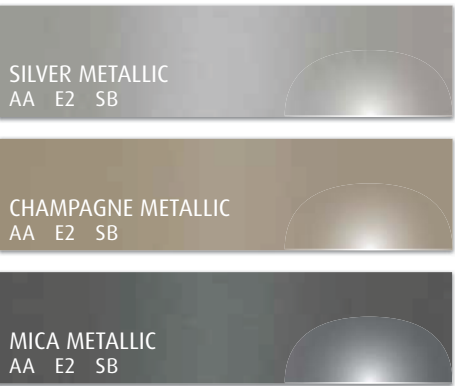 SILVER METALLIC
AA E2 SB
CHAMPAGNE METALLIC
AA E2 SB
MICA METALLIC
AA E2 SB